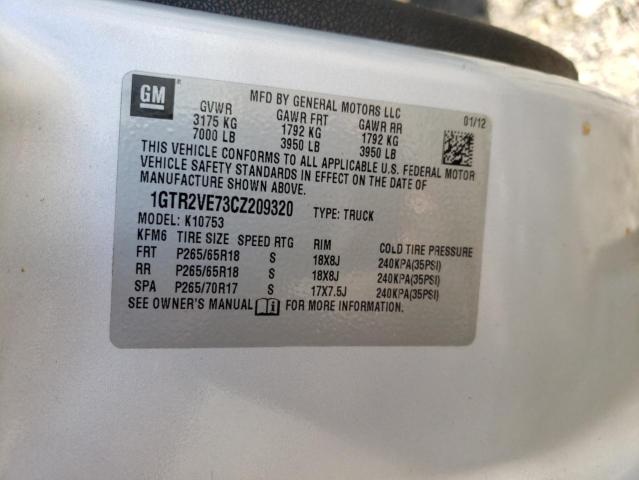 GM
MFD BY GENERAL MOTORS LLC
01/12
GVWR GAWR FRT GAWR RR
3175 KG 1792 KG 1792 KG
7000 LB 3950 LB 3950 LB
THIS VEHICLE CONFORMS TO ALL APPLICABLE U.S. FEDERAL MOTOR
VEHICLE SAFETY STANDARDS IN EFFECT ON THE DATE OF
MANUFACTURE SHOWN ABOVE.
1GTR2VE73CZ209320 TYPE: TRUCK
MODEL: K10753
KFM6 TIRE SIZE SPEED RTG RIM COLD TIRE PRESSURE
FRT P265/65R18 S 18X8J 240KPA(35PSI)
RR P265/65R18 S 18X8J 240KPA(35PSI)
SPA P265/70R17 S 17X7.5J 240KPA(35PSI)
SEE OWNER'S MANUAL FOR MORE INFORMATION.